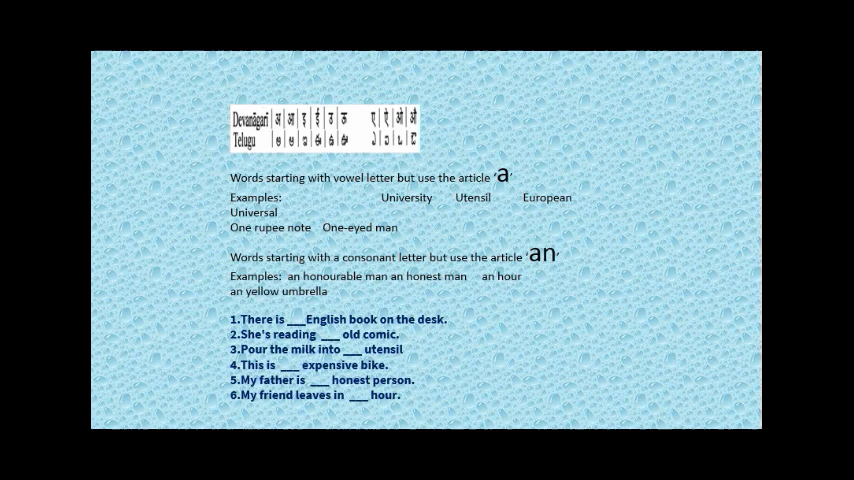 Devanāgarī अ आ इ ई उ ऊ ए ऐ ओ औ
Telugu
Words starting with vowel letter but use the article ‘a’
Examples: University Utensil European
Universal
One rupee note One-eyed man
Words starting with a consonant letter but use the article ‘an’
Examples: an honourable man an honest man an hour
an yellow umbrella
1.There is ___English book on the desk.
2.She's reading ___ old comic.
3.Pour the milk into ___ utensil
4.This is ___ expensive bike.
5.My father is ___ honest person.
6.My friend leaves in ___ hour.